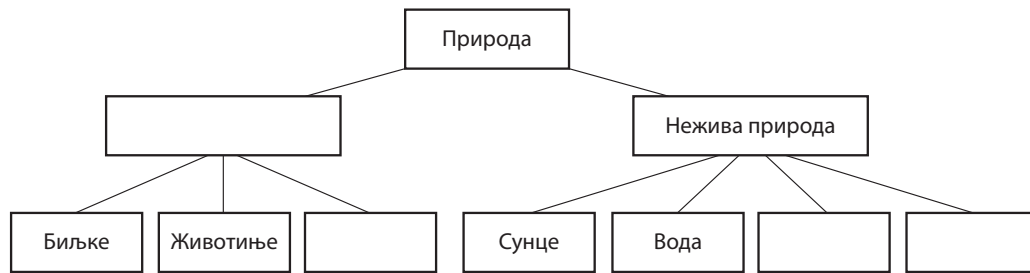 Природа
Нежива природа
Биљке
Животиње
Сунце
Вода